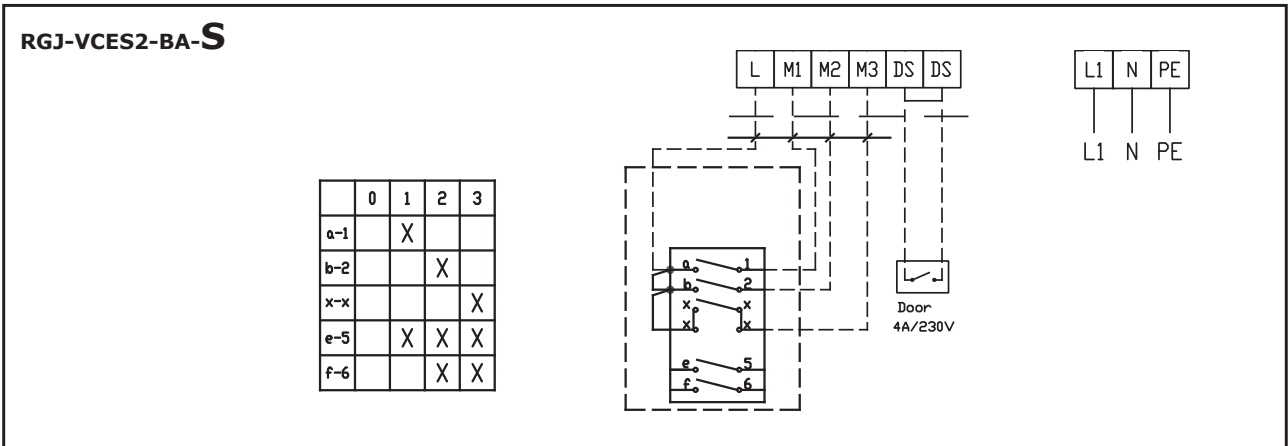 RGJ-VCES2-BA-S
L M1 M2 M3 DS DS
L1 N PE
L1 N PE
0 1 2 3
a-1 X
b-2 X
x-x X
e-5 X X X
f-6 X X
a 1
b 2
x x
x x
e 5
f 6
Door
4A/230V